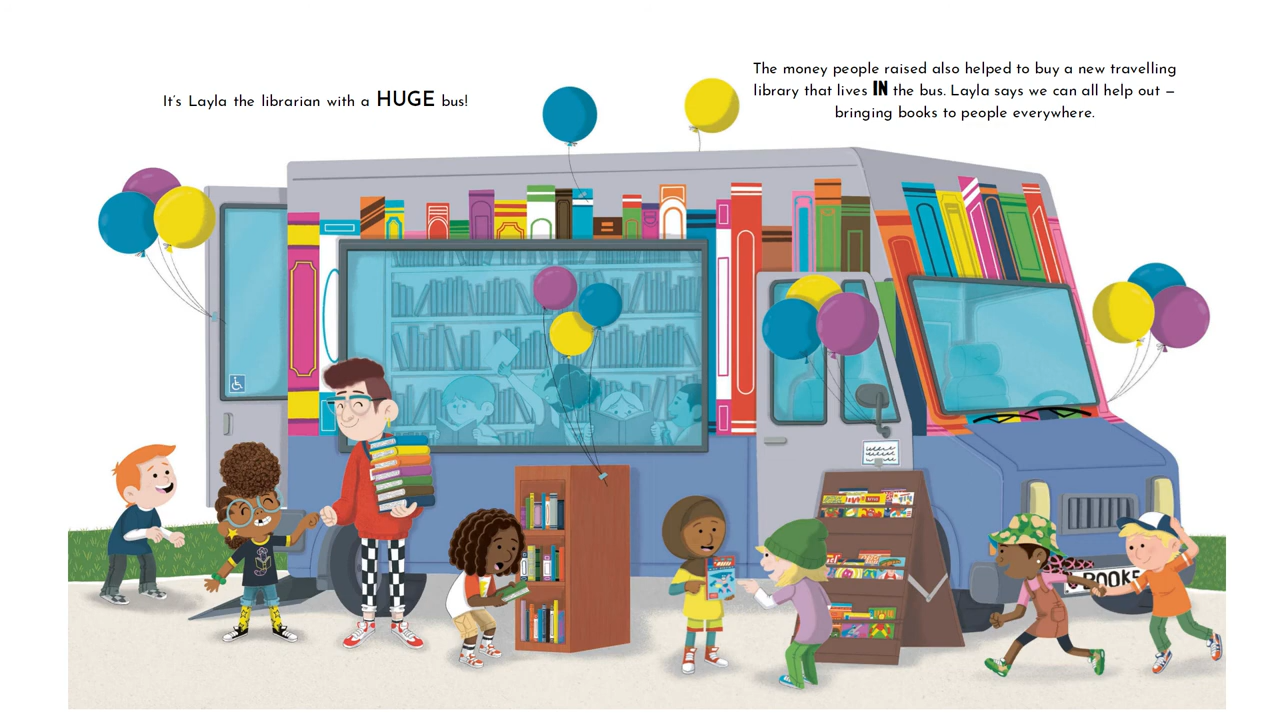 It's Layla the librarian with a HUGE bus!
The money people raised also helped to buy a new travelling
library that lives IN the bus. Layla says we can all help out –
bringing books to people everywhere.
BOOKS